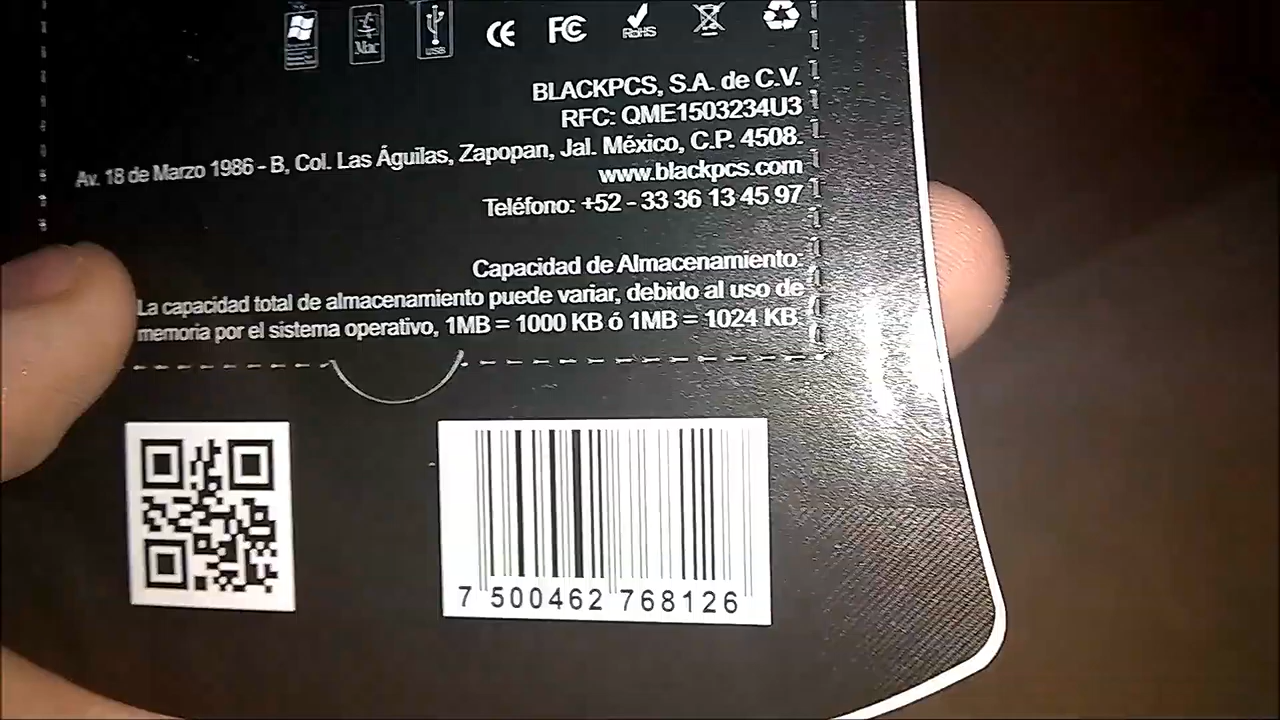 Mac
USB
CE FC RoHS
BLACKPCS, S.A. de C.V.
RFC: QME1503234U3
Av. 18 de Marzo 1986 - B, Col. Las Águilas, Zapopan, Jal. México, C.P. 4508.
www.blackpcs.com
Teléfono: +52 - 33 36 13 45 97
Capacidad de Almacenamiento:
La capacidad total de almacenamiento puede variar, debido al uso de
memoria por el sistema operativo, 1MB = 1000 KB ó 1MB = 1024 KB
7 500462 768126